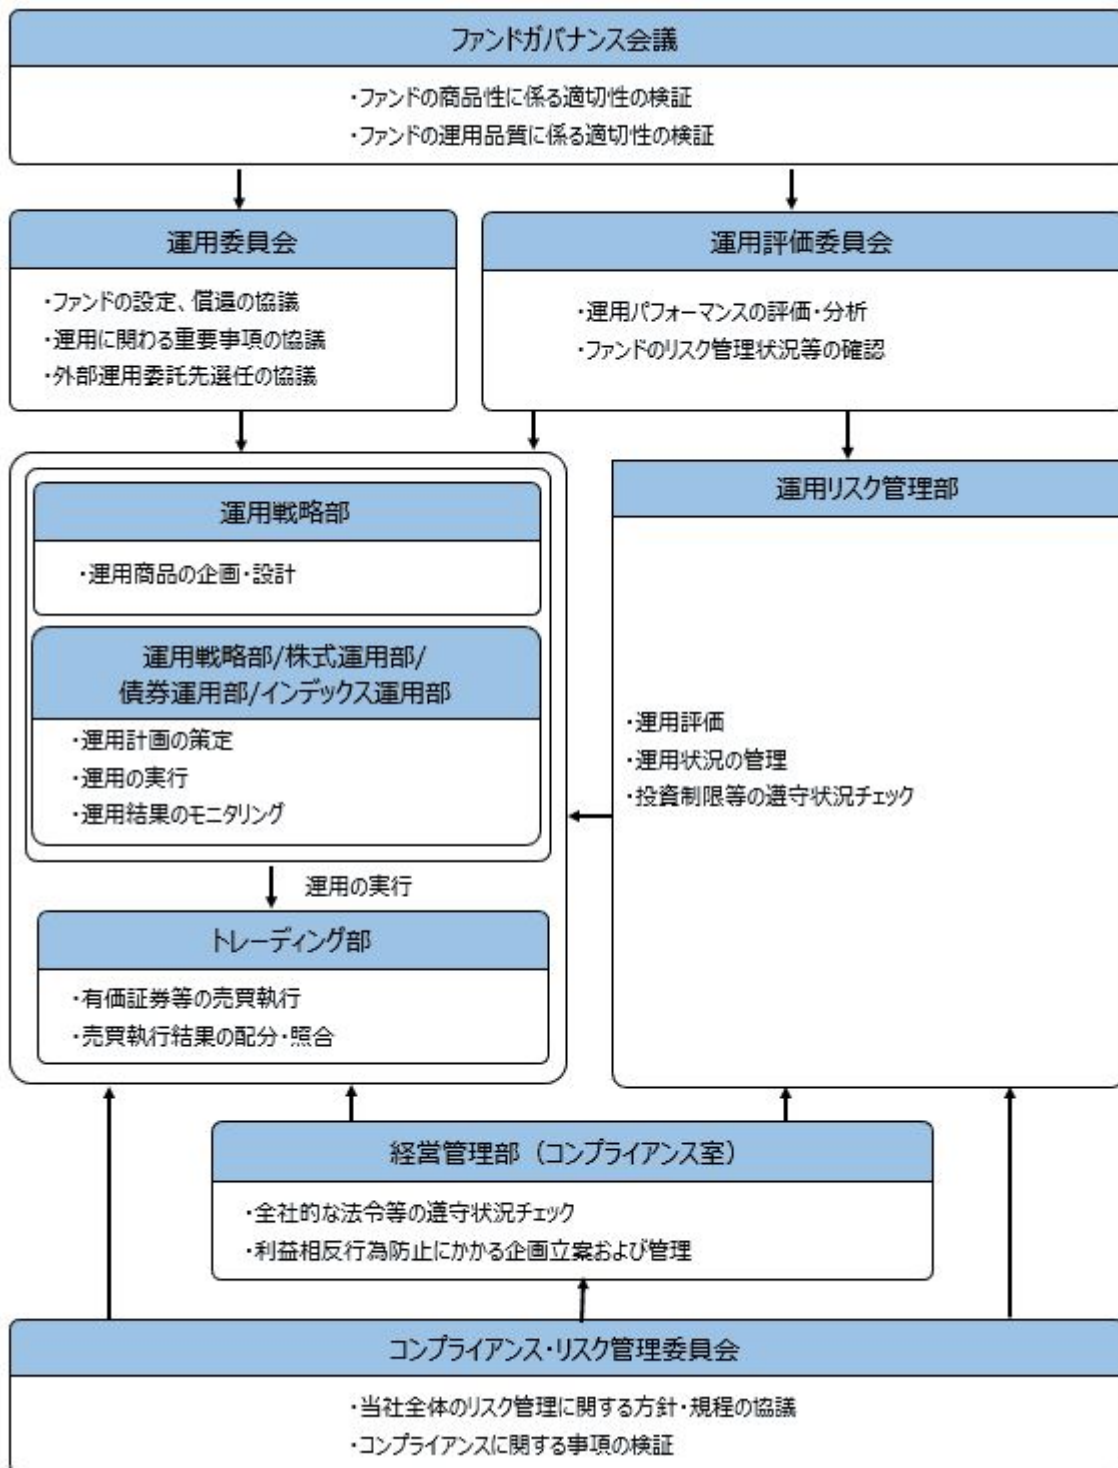 ファンドガバナンス会議
・ファンドの商品性に係る適切性の検証
・ファンドの運用品質に係る適切性の検証
運用委員会
・ファンドの設定、償還の協議
・運用に関わる重要事項の協議
・外部運用委託先選任の協議
運用評価委員会
・運用パフォーマンスの評価・分析
・ファンドのリスク管理状況等の確認
運用戦略部
・運用商品の企画・設計
運用戦略部/株式運用部/
債券運用部/インデックス運用部
・運用計画の策定
・運用の実行
・運用結果のモニタリング
運用の実行
トレーディング部
・有価証券等の売買執行
・売買執行結果の配分・照合
運用リスク管理部
・運用評価
・運用状況の管理
・投資制限等の遵守状況チェック
経営管理部（コンプライアンス室）
・全社的な法令等の遵守状況チェック
・利益相反行為防止にかかる企画立案および管理
コンプライアンス・リスク管理委員会
・当社全体のリスク管理に関する方針・規程の協議
・コンプライアンスに関する事項の検証